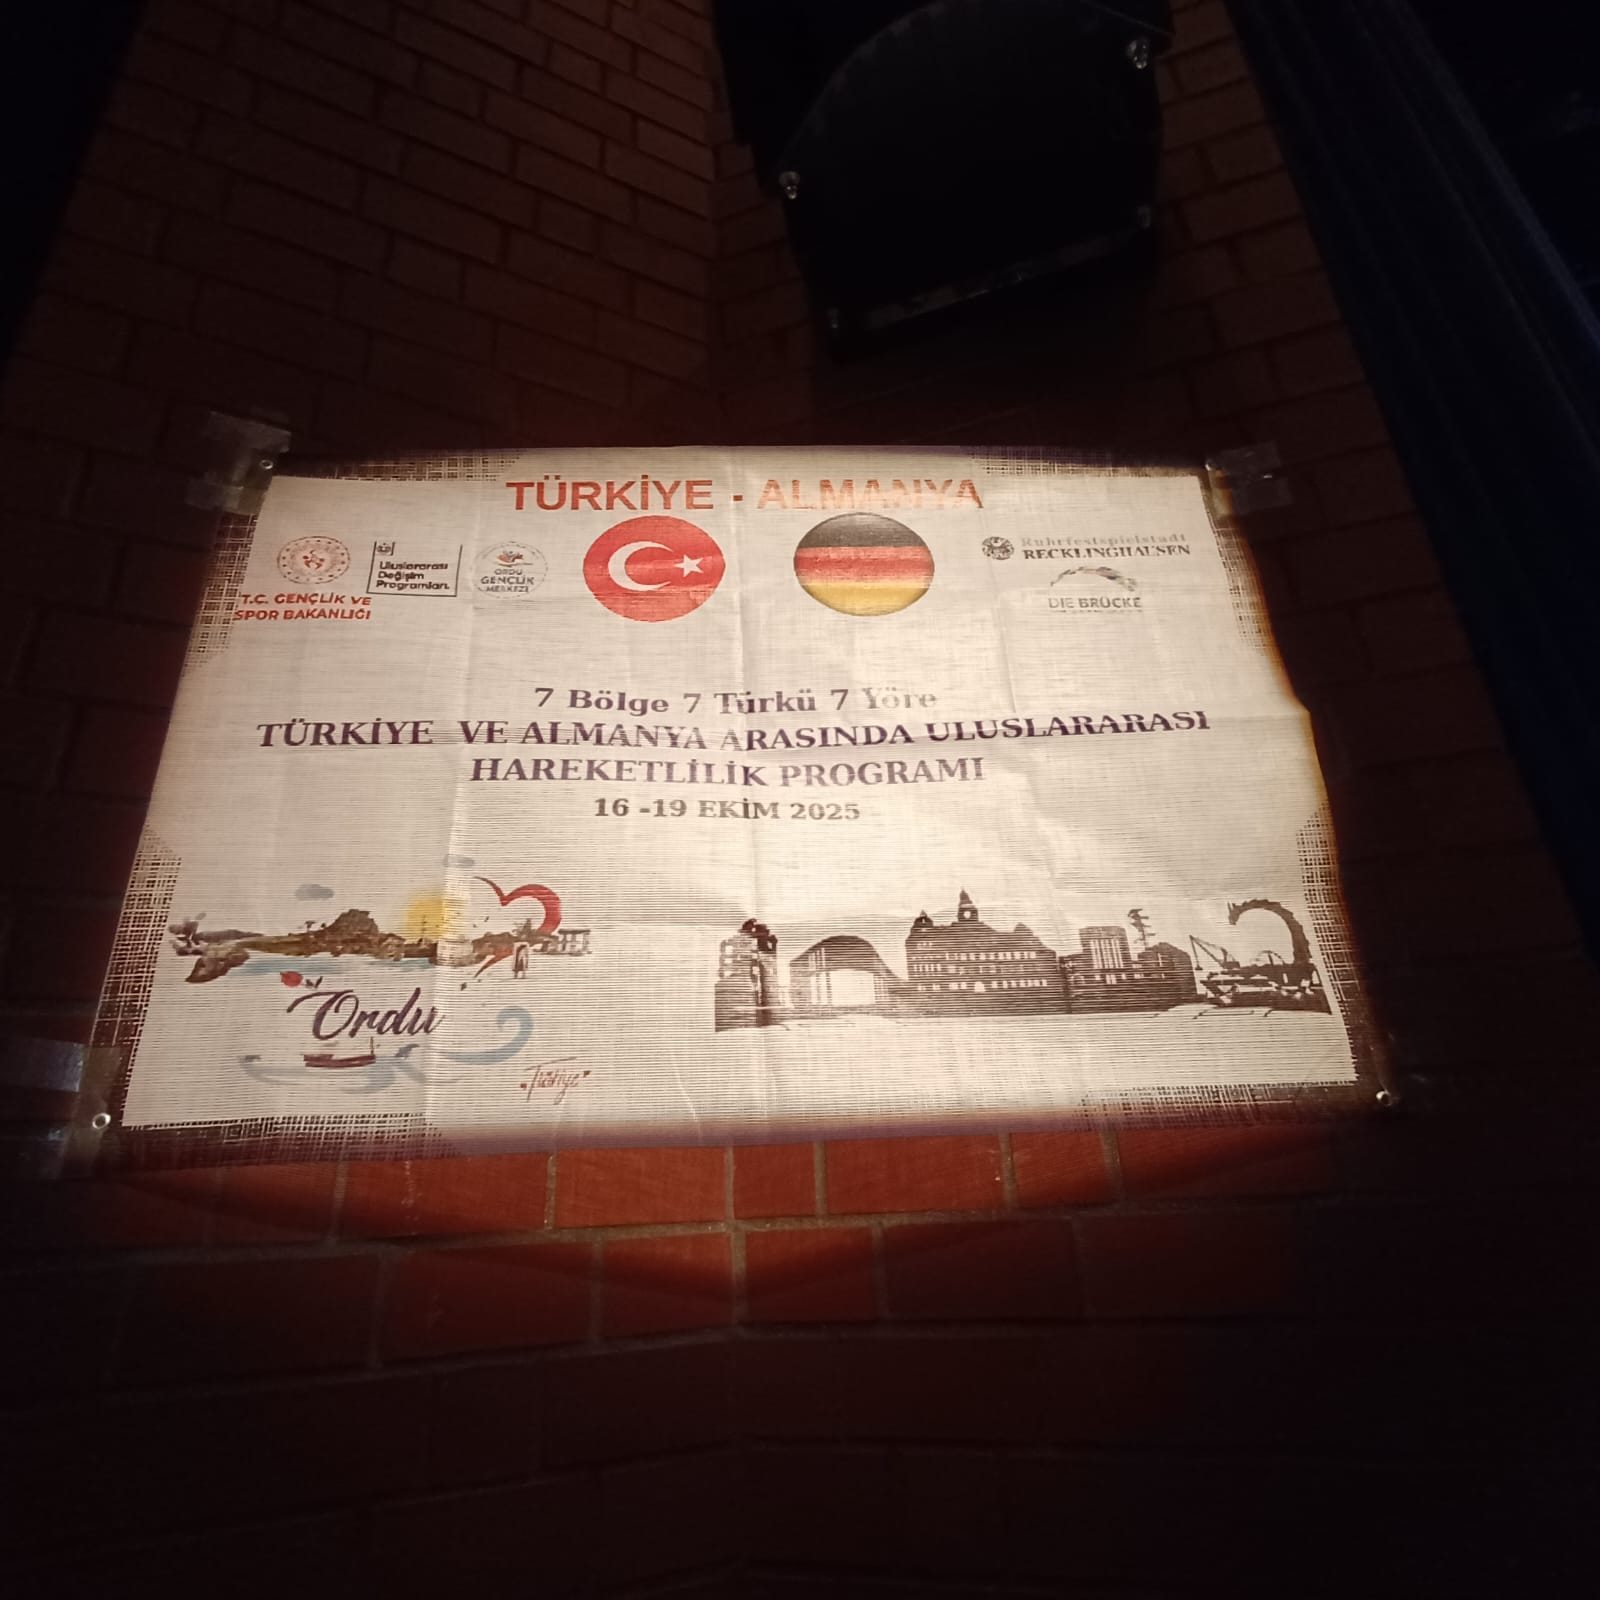 TÜRKİYE - ALMANYA
T.C. GENÇLİK VE
SPOR BAKANLIĞI
Uluslararası
Değişim
Programları
ORDU
GENÇLİK
MERKEZİ
Ruhrfestspielstadt
RECKLINGHAUSEN
DIE BRÜCKE
7 Bölge 7 Türkü 7 Yöre
TÜRKİYE VE ALMANYA ARASINDA ULUSLARARASI
HAREKETLİLİK PROGRAMI
16 -19 EKİM 2025
Ordu
Türkiye